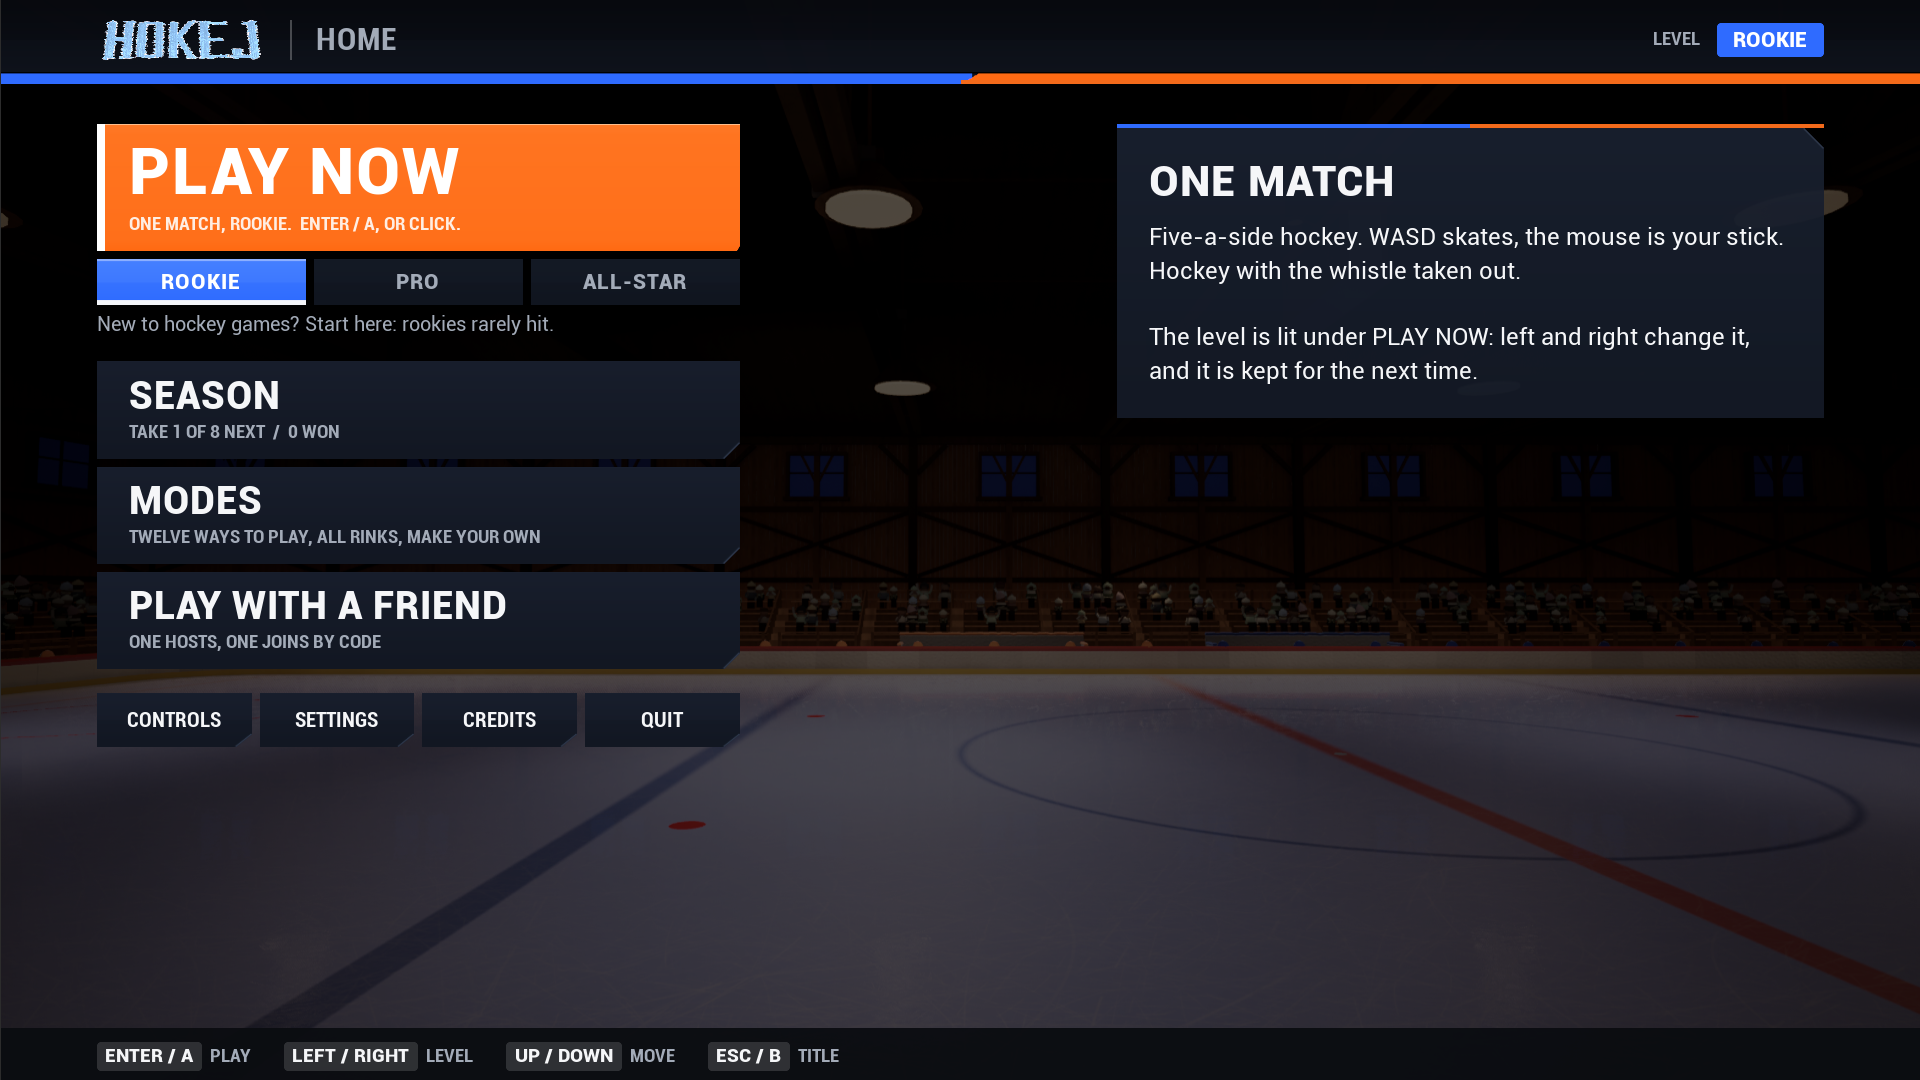 HOKEJ
HOME
LEVEL
ROOKIE
PLAY NOW
ONE MATCH, ROOKIE.  ENTER / A, OR CLICK.
ROOKIE
PRO
ALL-STAR
New to hockey games? Start here: rookies rarely hit.
SEASON
TAKE 1 OF 8 NEXT  /  0 WON
MODES
TWELVE WAYS TO PLAY, ALL RINKS, MAKE YOUR OWN
PLAY WITH A FRIEND
ONE HOSTS, ONE JOINS BY CODE
CONTROLS
SETTINGS
CREDITS
QUIT
ONE MATCH
Five-a-side hockey. WASD skates, the mouse is your stick.
Hockey with the whistle taken out.
The level is lit under PLAY NOW: left and right change it,
and it is kept for the next time.
ENTER / A PLAY
LEFT / RIGHT LEVEL
UP / DOWN MOVE
ESC / B TITLE